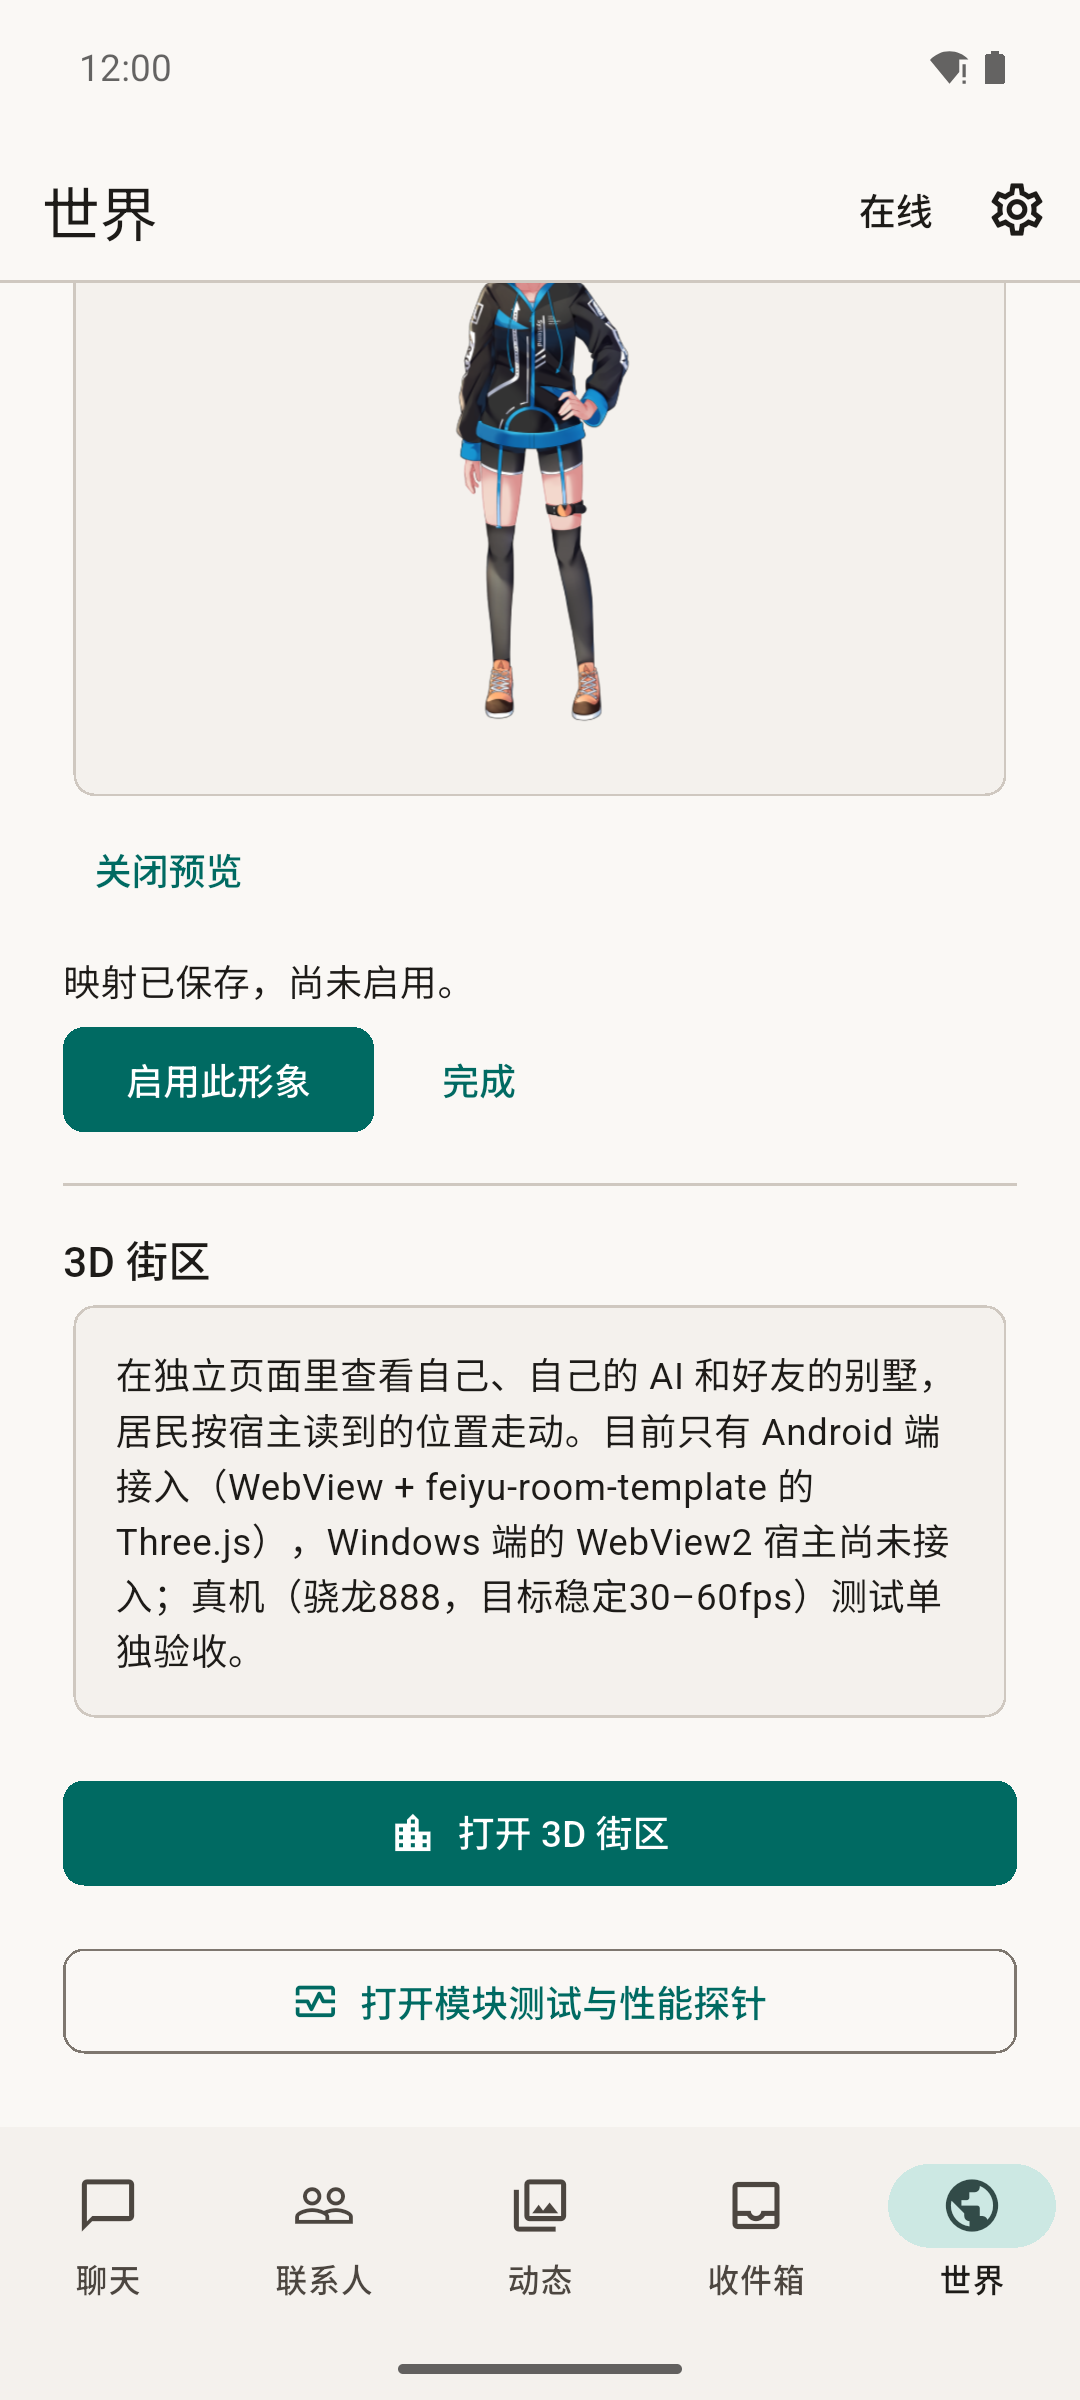 12:00
世界
在线
关闭预览
映射已保存，尚未启用。
启用此形象
完成
3D 街区
在独立页面里查看自己、自己的 AI 和好友的别墅，
居民按宿主读到的位置走动。目前只有 Android 端
接入（WebView + feiyu-room-template 的
Three.js），Windows 端的 WebView2 宿主尚未接
入；真机（骁龙888，目标稳定30–60fps）测试单
独验收。
打开 3D 街区
打开模块测试与性能探针
聊天
联系人
动态
收件箱
世界